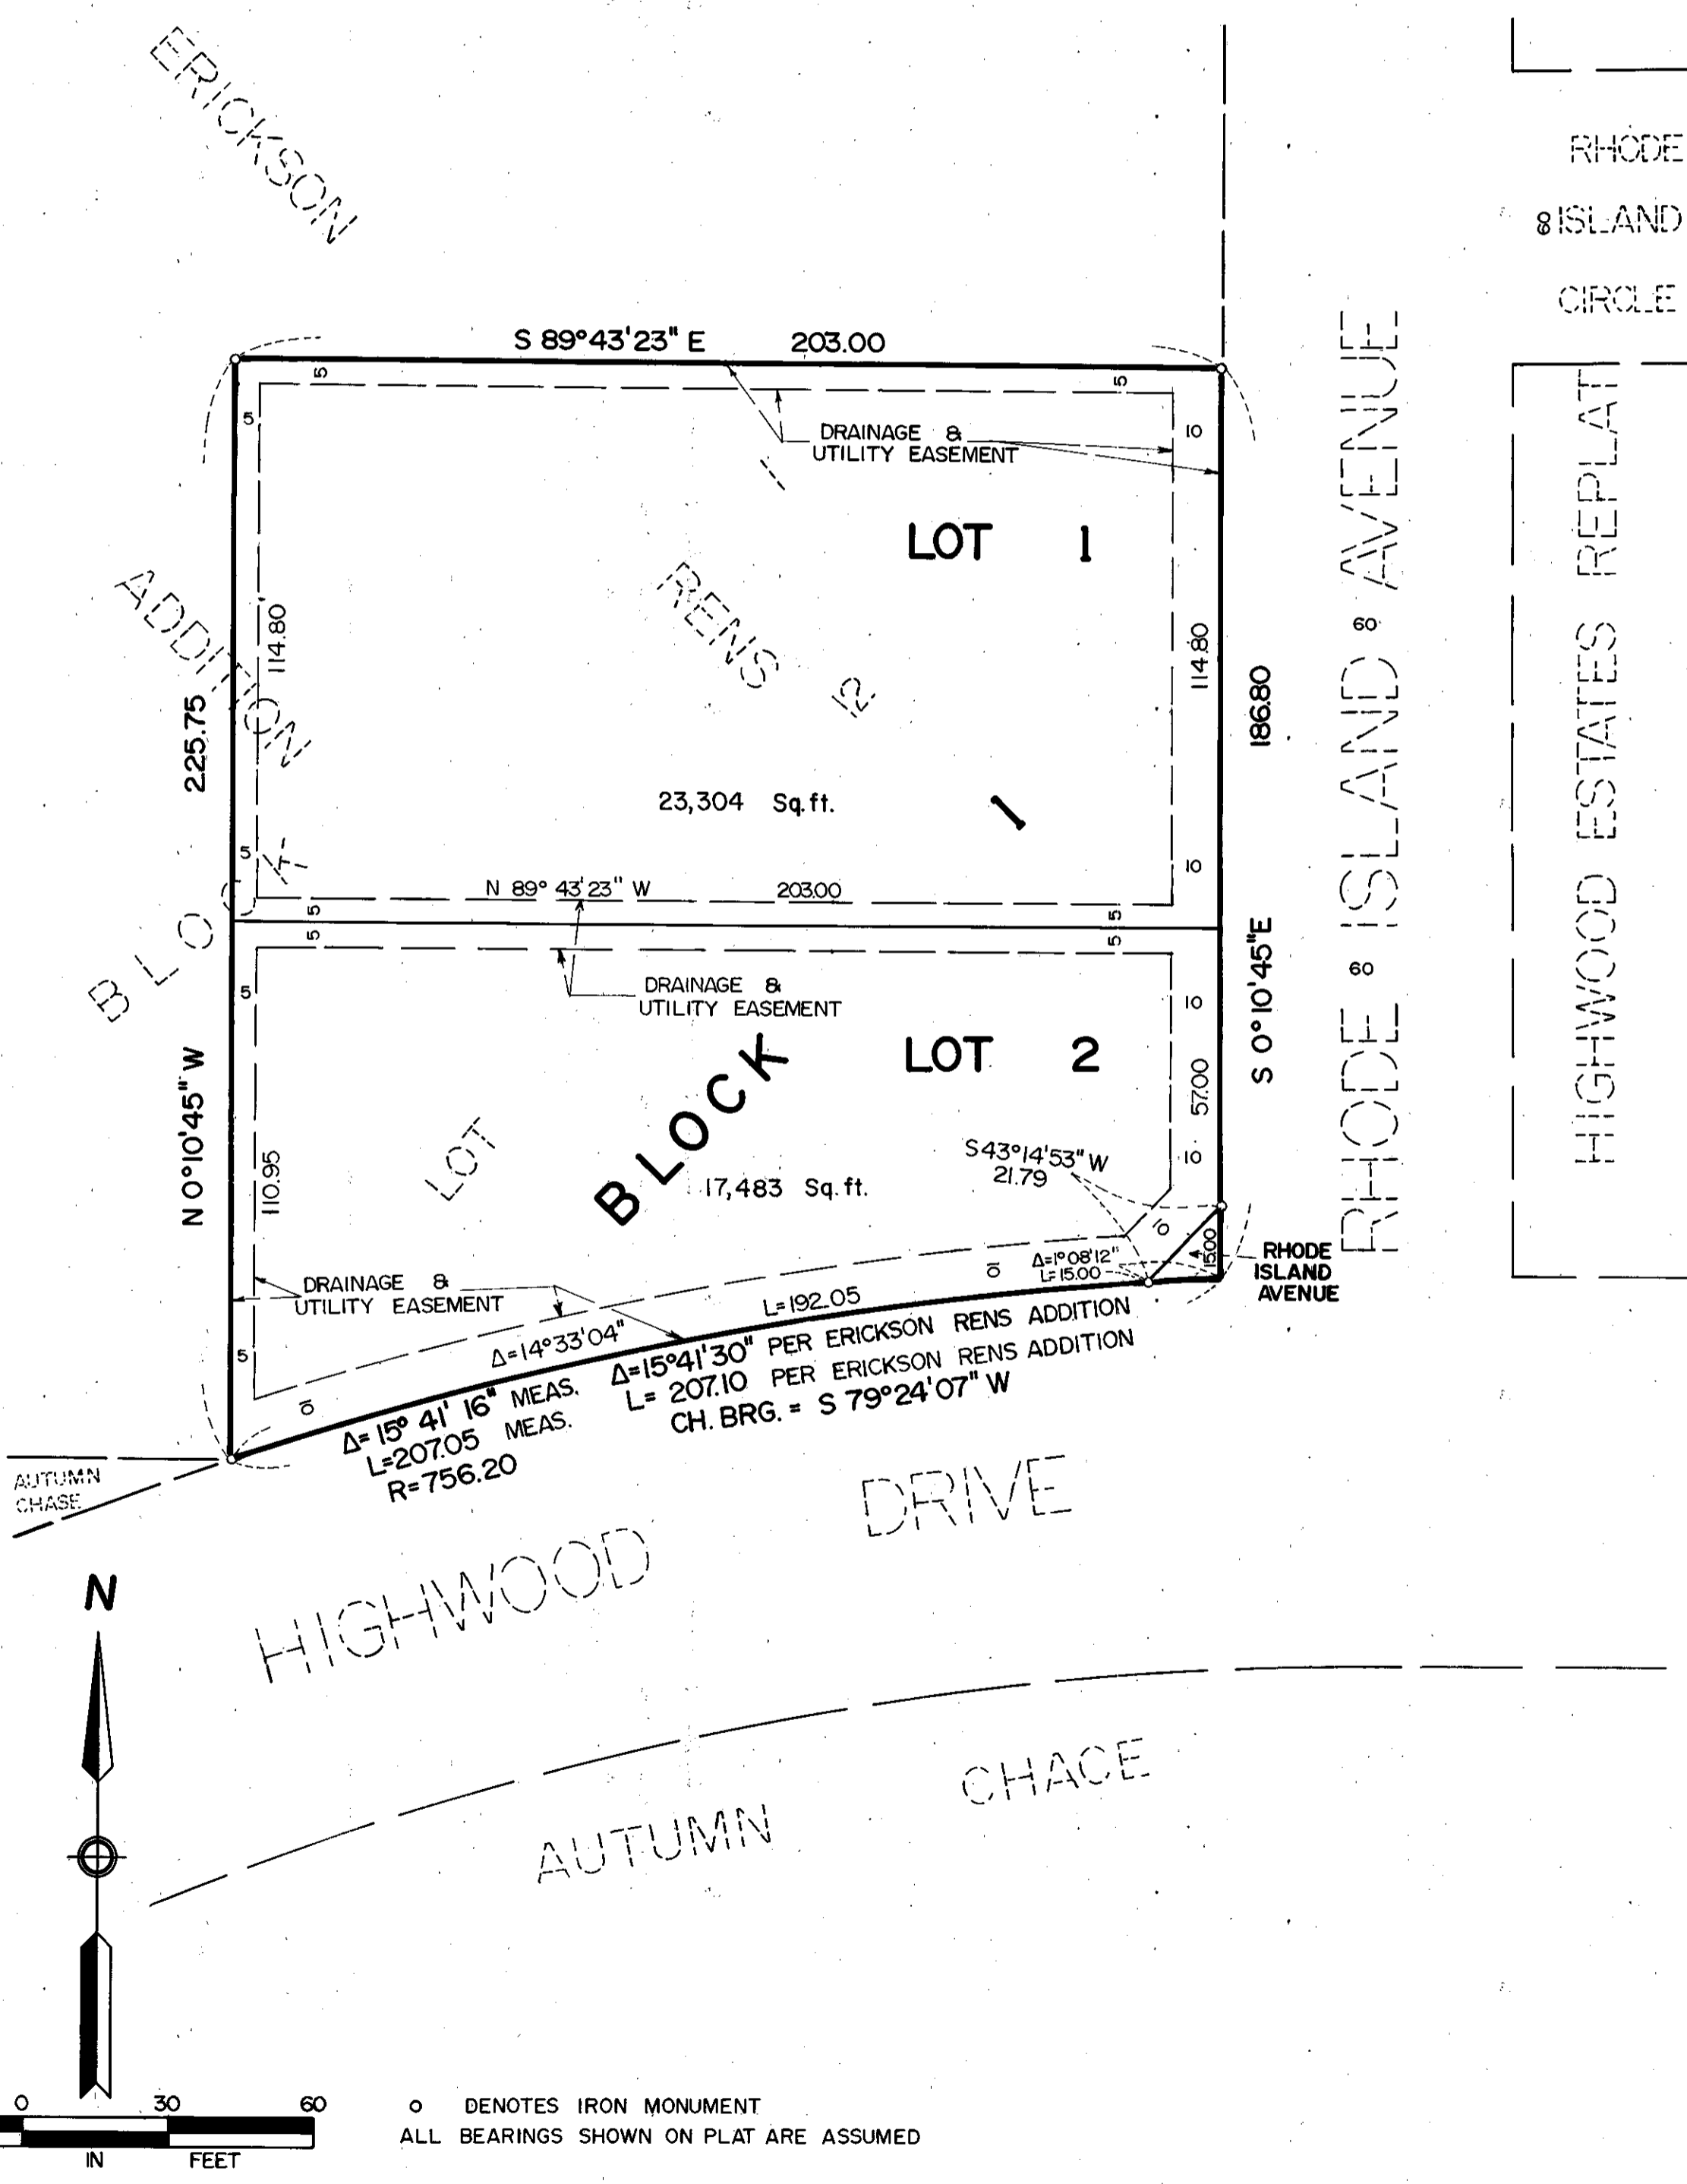 ERICKSON
RHODE
60 ISLAND
CIRCLE
S 89°43'23" E 203.00
5
5
5
10
DRAINAGE &
UTILITY EASEMENT
LOT 1
ADDITION
RENS
12
114.80
114.80
225.75
186.80
RHODE 60 ISLAND 60 AVENUE
HIGHWOOD ESTATES REPLAT
23,304 Sq.ft.
1
5
10
N 89° 43'23" W 203.00
5
5
5
5
BLOCK 1
5
10
DRAINAGE &
UTILITY EASEMENT
LOT 2
N 0°10'45" W
S 0°10'45"E
57.00
BLOCK
LOT
110.95
S43°14'53" W
21.79
10
17,483 Sq.ft.
10
15.00
RHODE
ISLAND
AVENUE
Δ=1°08'12"
L=15.00
10
DRAINAGE &
UTILITY EASEMENT
L=192.05
Δ=14°33'04"
5
10
Δ=15° 41' 16" MEAS. Δ=15°41'30" PER ERICKSON RENS ADDITION
L=207.05 MEAS. L= 207.10 PER ERICKSON RENS ADDITION
R=756.20 CH. BRG. = S 79°24'07" W
AUTUMN
CHASE
HIGHWOOD DRIVE
N
AUTUMN CHACE
0 30 60
IN FEET
o DENOTES IRON MONUMENT
ALL BEARINGS SHOWN ON PLAT ARE ASSUMED